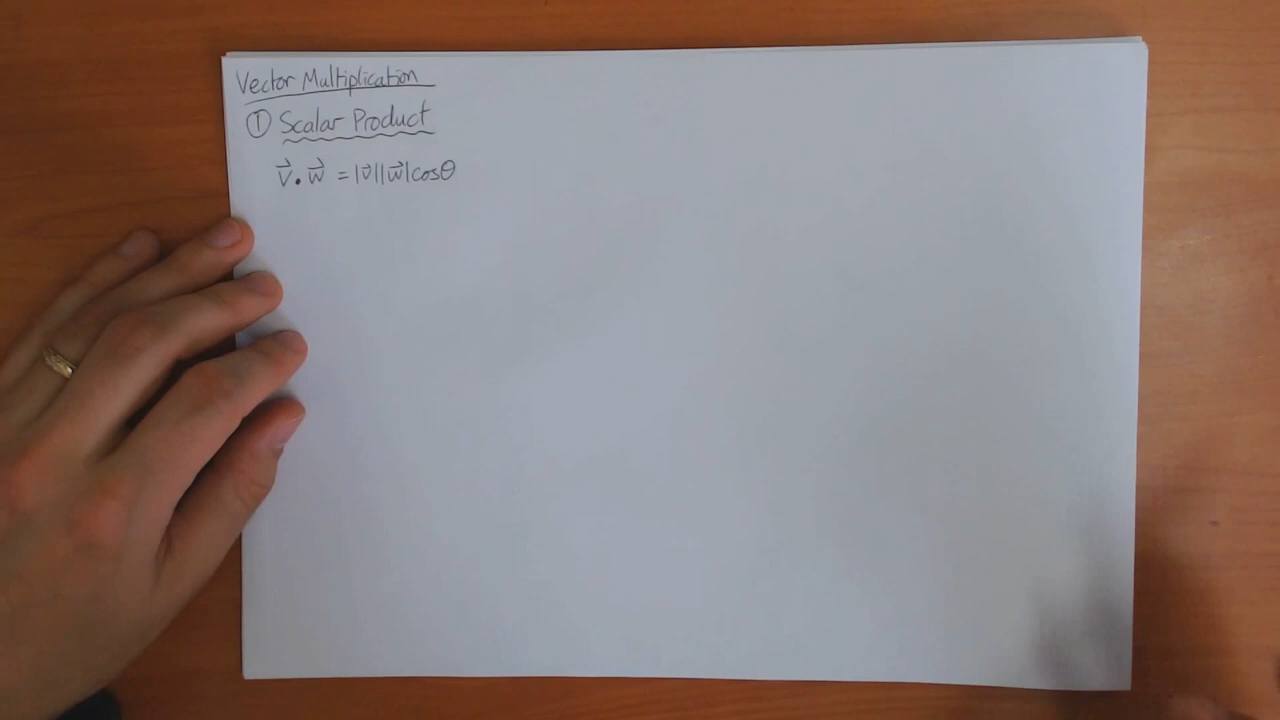 Vector Multiplication
① Scalar Product
v⃗ • w⃗ = |v⃗||w⃗|cosθ